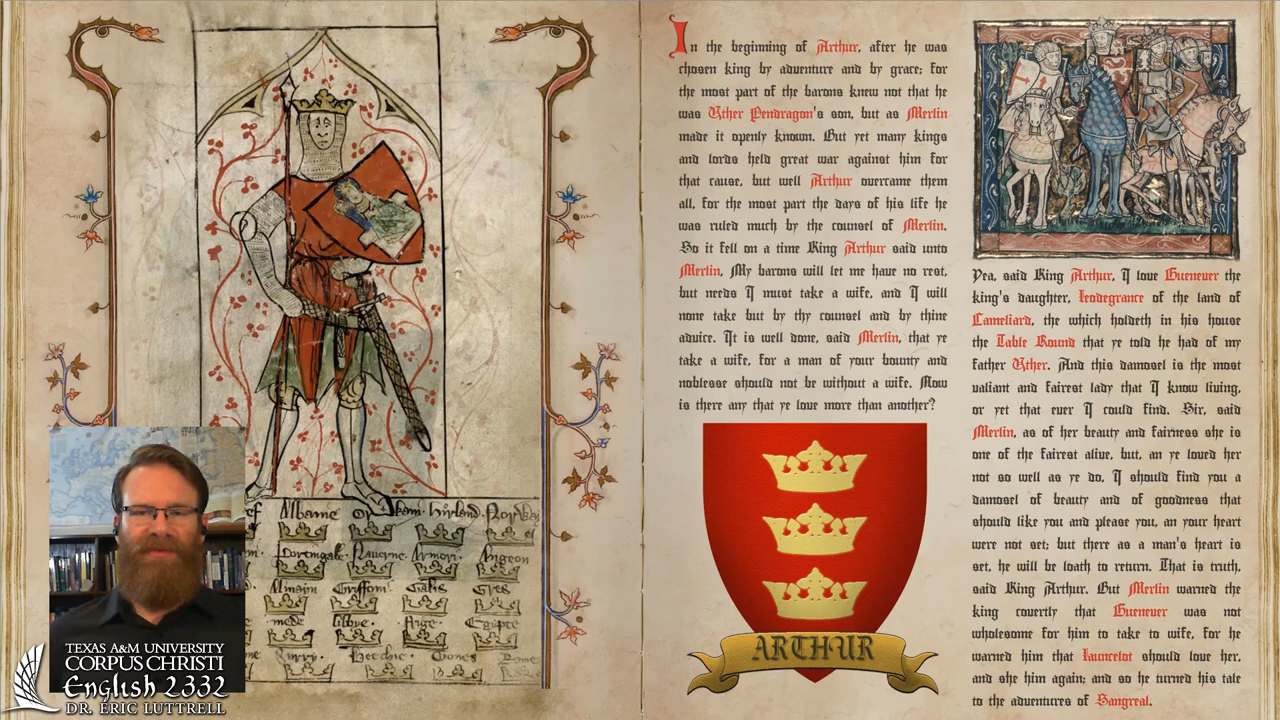 In the beginning of Arthur, after he was
chosen king by adventure and by grace; for
the most part of the barons knew not that he
was Uther Pendragon's son, but as Merlin
made it openly known. But yet many kings
and lords held great war against him for
that cause, but well Arthur overcame them
all, for the most part the days of his life he
was ruled much by the counsel of Merlin.
So it fell on a time King Arthur said unto
Merlin, My barons will let me have no rest,
but needs I must take a wife, and I will
none take but by thy counsel and by thine
advice. It is well done, said Merlin, that ye
take a wife, for a man of your bounty and
noblesse should not be without a wife. Now
is there any that ye love more than another?
ARTHUR
Yea, said King Arthur, I love Guenever the
king's daughter, Leodegrance of the land of
Cameliard, the which holdeth in his house
the Table Round that ye told he had of my
father Uther. And this damosel is the most
valiant and fairest lady that I know living,
or yet that ever I could find. Sir, said
Merlin, as of her beauty and fairness she is
one of the fairest alive, but, an ye loved her
not so well as ye do, I should find you a
damosel of beauty and of goodness that
should like you and please you, an your heart
were not set; but there as a man's heart is
set, he will be loath to return. That is truth,
said King Arthur. But Merlin warned the
king covertly that Guenever was not
wholesome for him to take to wife, for he
warned him that Launcelot should love her,
and she him again; and so he turned his tale
to the adventures of Sangreal.
TEXAS A&M UNIVERSITY
CORPUS CHRISTI
English 2332
DR. ERIC LUTTRELL